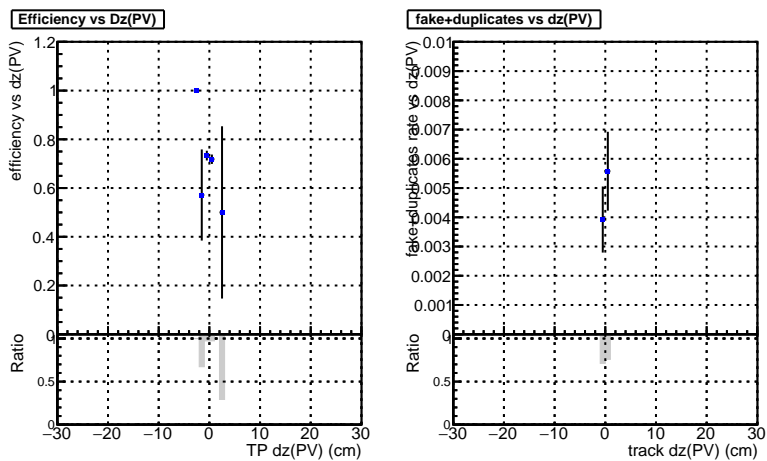 Efficiency vs Dz(PV)
efficiency vs dz(PV)
1.2
1
0.8
0.6
0.4
0.2
0
Ratio
1
0.5
0
−30 −20 −10 0 10 20 30
TP dz(PV) (cm)
fake+duplicates vs dz(PV)
fake+duplicates rate vs dz(PV)
0.01
0.009
0.008
0.007
0.006
0.005
0.004
0.003
0.002
0.001
0
Ratio
1
0.5
0
−30 −20 −10 0 10 20 30
track dz(PV) (cm)